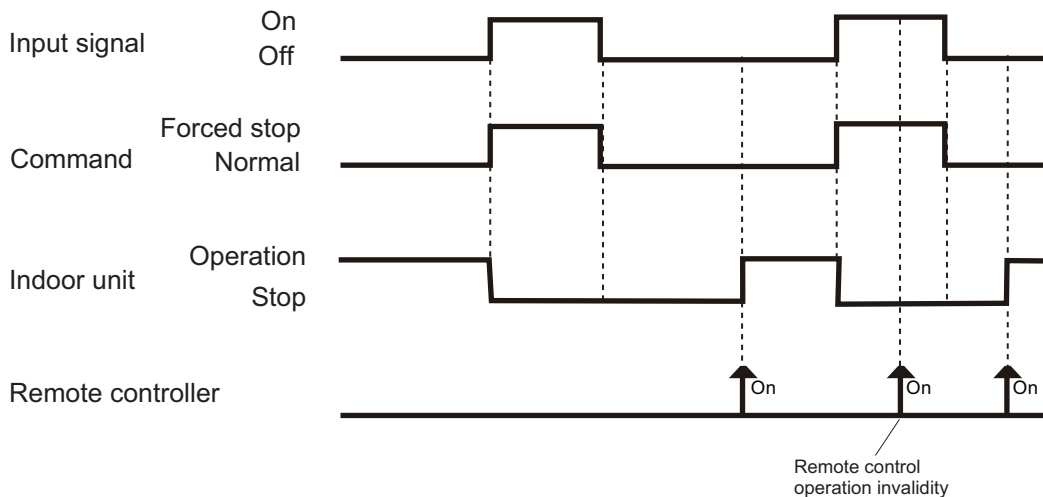 Input signal
On
Off
Command
Forced stop
Normal
Indoor unit
Operation
Stop
Remote controller
On
On
On
Remote control
operation invalidity